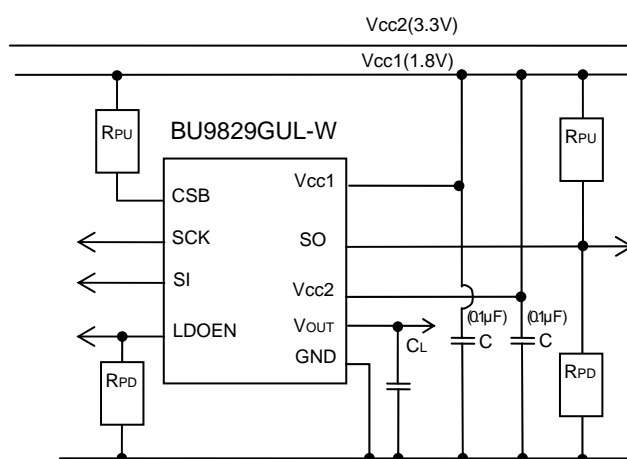 Vcc2(3.3V)
Vcc1(1.8V)
RPU
BU9829GUL-W
RPU
CSB
Vcc1
SCK
SO
SI
Vcc2
(0.1μF)
(0.1μF)
LDOEN
VOUT
CL
C
C
GND
RPD
RPD